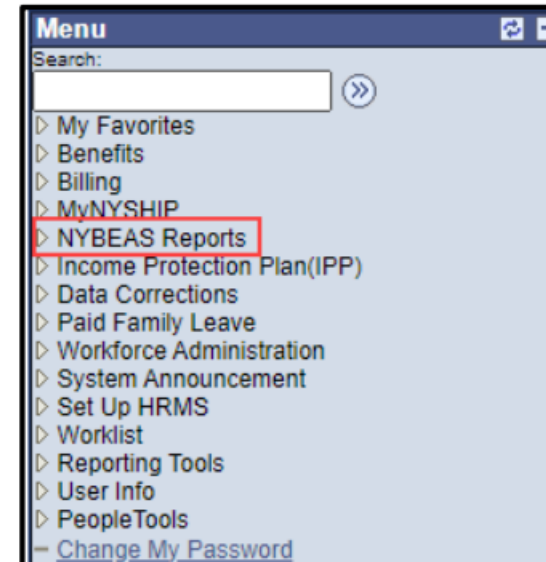 Menu
Search:
My Favorites
Benefits
Billing
MyNYSHIP
NYBEAS Reports
Income Protection Plan(IPP)
Data Corrections
Paid Family Leave
Workforce Administration
System Announcement
Set Up HRMS
Worklist
Reporting Tools
User Info
PeopleTools
Change My Password